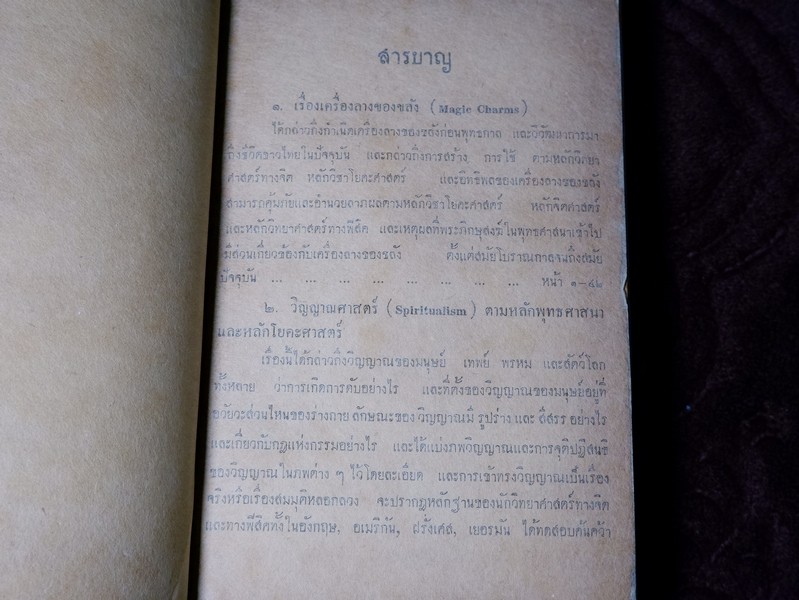 สารบาญ
๑. เรื่องเครื่องลางของขลัง (Magic Charms)
ได้กล่าวถึงกำเนิดเครื่องลางของขลังก่อนพุทธกาล และวิวัฒนาการมา
ถึงชีวิตชาวไทยในปัจจุบัน และกล่าวถึงการสร้าง การใช้ ตามหลักวิทยา
ศาสตร์ทางจิต หลักวิชาโยคะศาสตร์ และอิทธิพลของเครื่องลางของขลัง
สามารถคุ้มภัยและอำนวยลาภผลตามหลักวิชาโยคะศาสตร์ หลักจิตศาสตร์
และหลักวิทยาศาสตร์ทางฟิสิค และเหตุผลที่พระภิกษุสงฆ์ในพุทธศาสนาเข้าไป
มีส่วนเกี่ยวข้องกับเครื่องลางของขลัง ตั้งแต่สมัยโบราณกาลจนถึงสมัย
ปัจจุบัน ... ... ... ... ... ... ... ... หน้า ๑-๔๒
๒. วิญญาณศาสตร์ (Spiritualism) ตามหลักพุทธศาสนา
และหลักโยคะศาสตร์
เรื่องนี้ได้กล่าวถึงวิญญาณของมนุษย์ เทพย์ พรหม และสัตว์โลก
ทั้งหลาย ว่าการเกิดการดับอย่างไร และที่ตั้งของวิญญาณของมนุษย์อยู่ที่
อวัยวะส่วนไหนของร่างกาย ลักษณะของ วิญญาณมี รูปร่าง และ สีสรร อย่างไร
และเกี่ยวกับกฎแห่งกรรมอย่างไร และได้แบ่งภพวิญญาณและการจุติปฏิสนธิ
ของวิญญาณในภพต่าง ๆ ไว้โดยละเอียด และการเข้าทรงวิญญาณเป็นเรื่อง
จริงหรือเรื่องสมมุติหลอกลวง จะปรากฎหลักฐานของนักวิทยาศาสตร์ทางจิต
และทางฟิสิคทั้งในอังกฤษ, อเมริกัน, ฝรั่งเศส, เยอรมัน ได้ทดสอบค้นคว้า